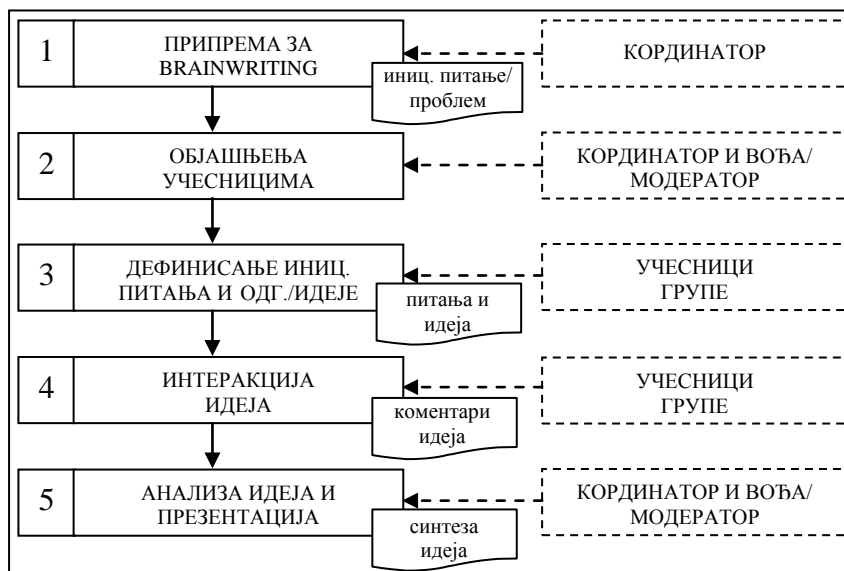 1
ПРИПРЕМА ЗА
BRAINWRITING
иниц. питање/
проблем
КОРДИНАТОР
2
ОБЈАШЊЕЊА
УЧЕСНИЦИМА
КОРДИНАТОР И ВОЂА/
МОДЕРАТОР
3
ДЕФИНИСАЊЕ ИНИЦ.
ПИТАЊА И ОДГ./ИДЕЈЕ
питања и
идеја
УЧЕСНИЦИ
ГРУПЕ
4
ИНТЕРАКЦИЈА
ИДЕЈА
коментари
идеја
УЧЕСНИЦИ
ГРУПЕ
5
АНАЛИЗА ИДЕЈА И
ПРЕЗЕНТАЦИЈА
синтеза
идеја
КОРДИНАТОР И ВОЂА/
МОДЕРАТОР